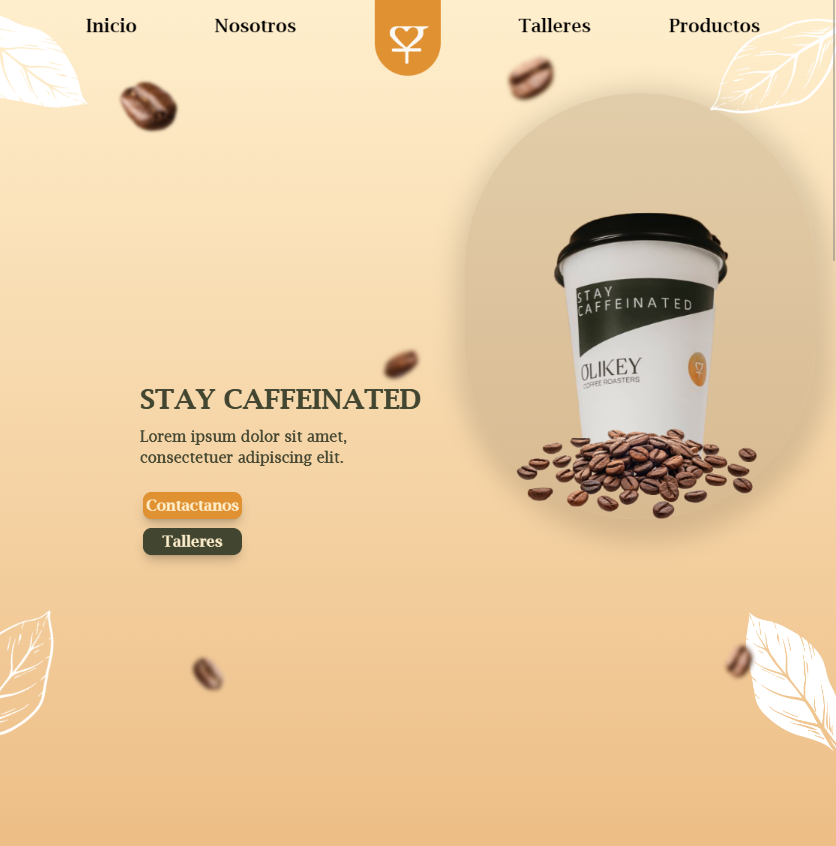 Inicio
Nosotros
Talleres
Productos
STAY
CAFFEINATED
OLIKEY
COFFEE ROASTERS
STAY CAFFEINATED
Lorem ipsum dolor sit amet,
consectetuer adipiscing elit.
Contactanos
Talleres